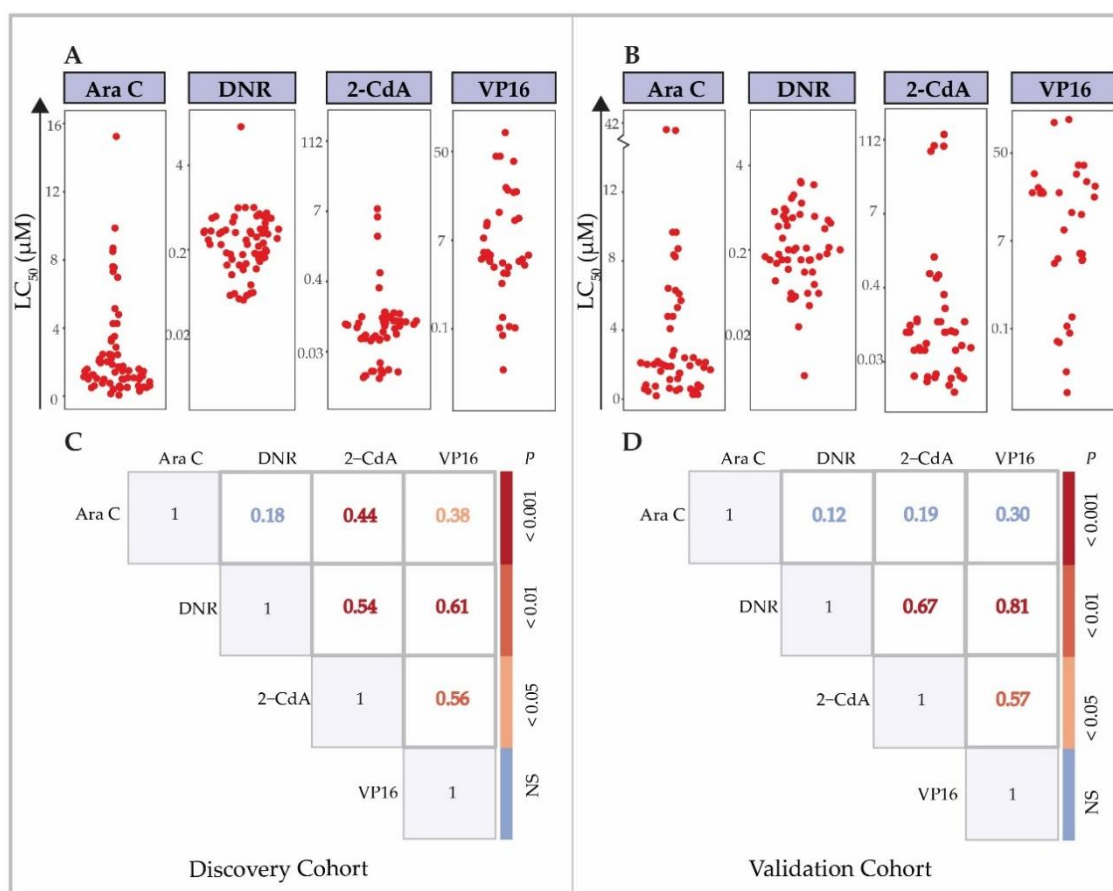 A
Ara C
DNR
2-CdA
VP16
LC50 (μM)
16
12
8
4
0
4
0.2
0.02
112
7
0.4
0.03
50
7
0.1
B
Ara C
DNR
2-CdA
VP16
LC50 (μM)
42
12
8
4
0
4
0.2
0.02
112
7
0.4
0.03
50
7
0.1
C
Ara C DNR 2−CdA VP16 P
Ara C 1 0.18 0.44 0.38
DNR 1 0.54 0.61
2−CdA 1 0.56
VP16 1
< 0.001
< 0.01
< 0.05
NS
Discovery Cohort
D
Ara C DNR 2−CdA VP16 P
Ara C 1 0.12 0.19 0.30
DNR 1 0.67 0.81
2−CdA 1 0.57
VP16 1
< 0.001
< 0.01
< 0.05
NS
Validation Cohort